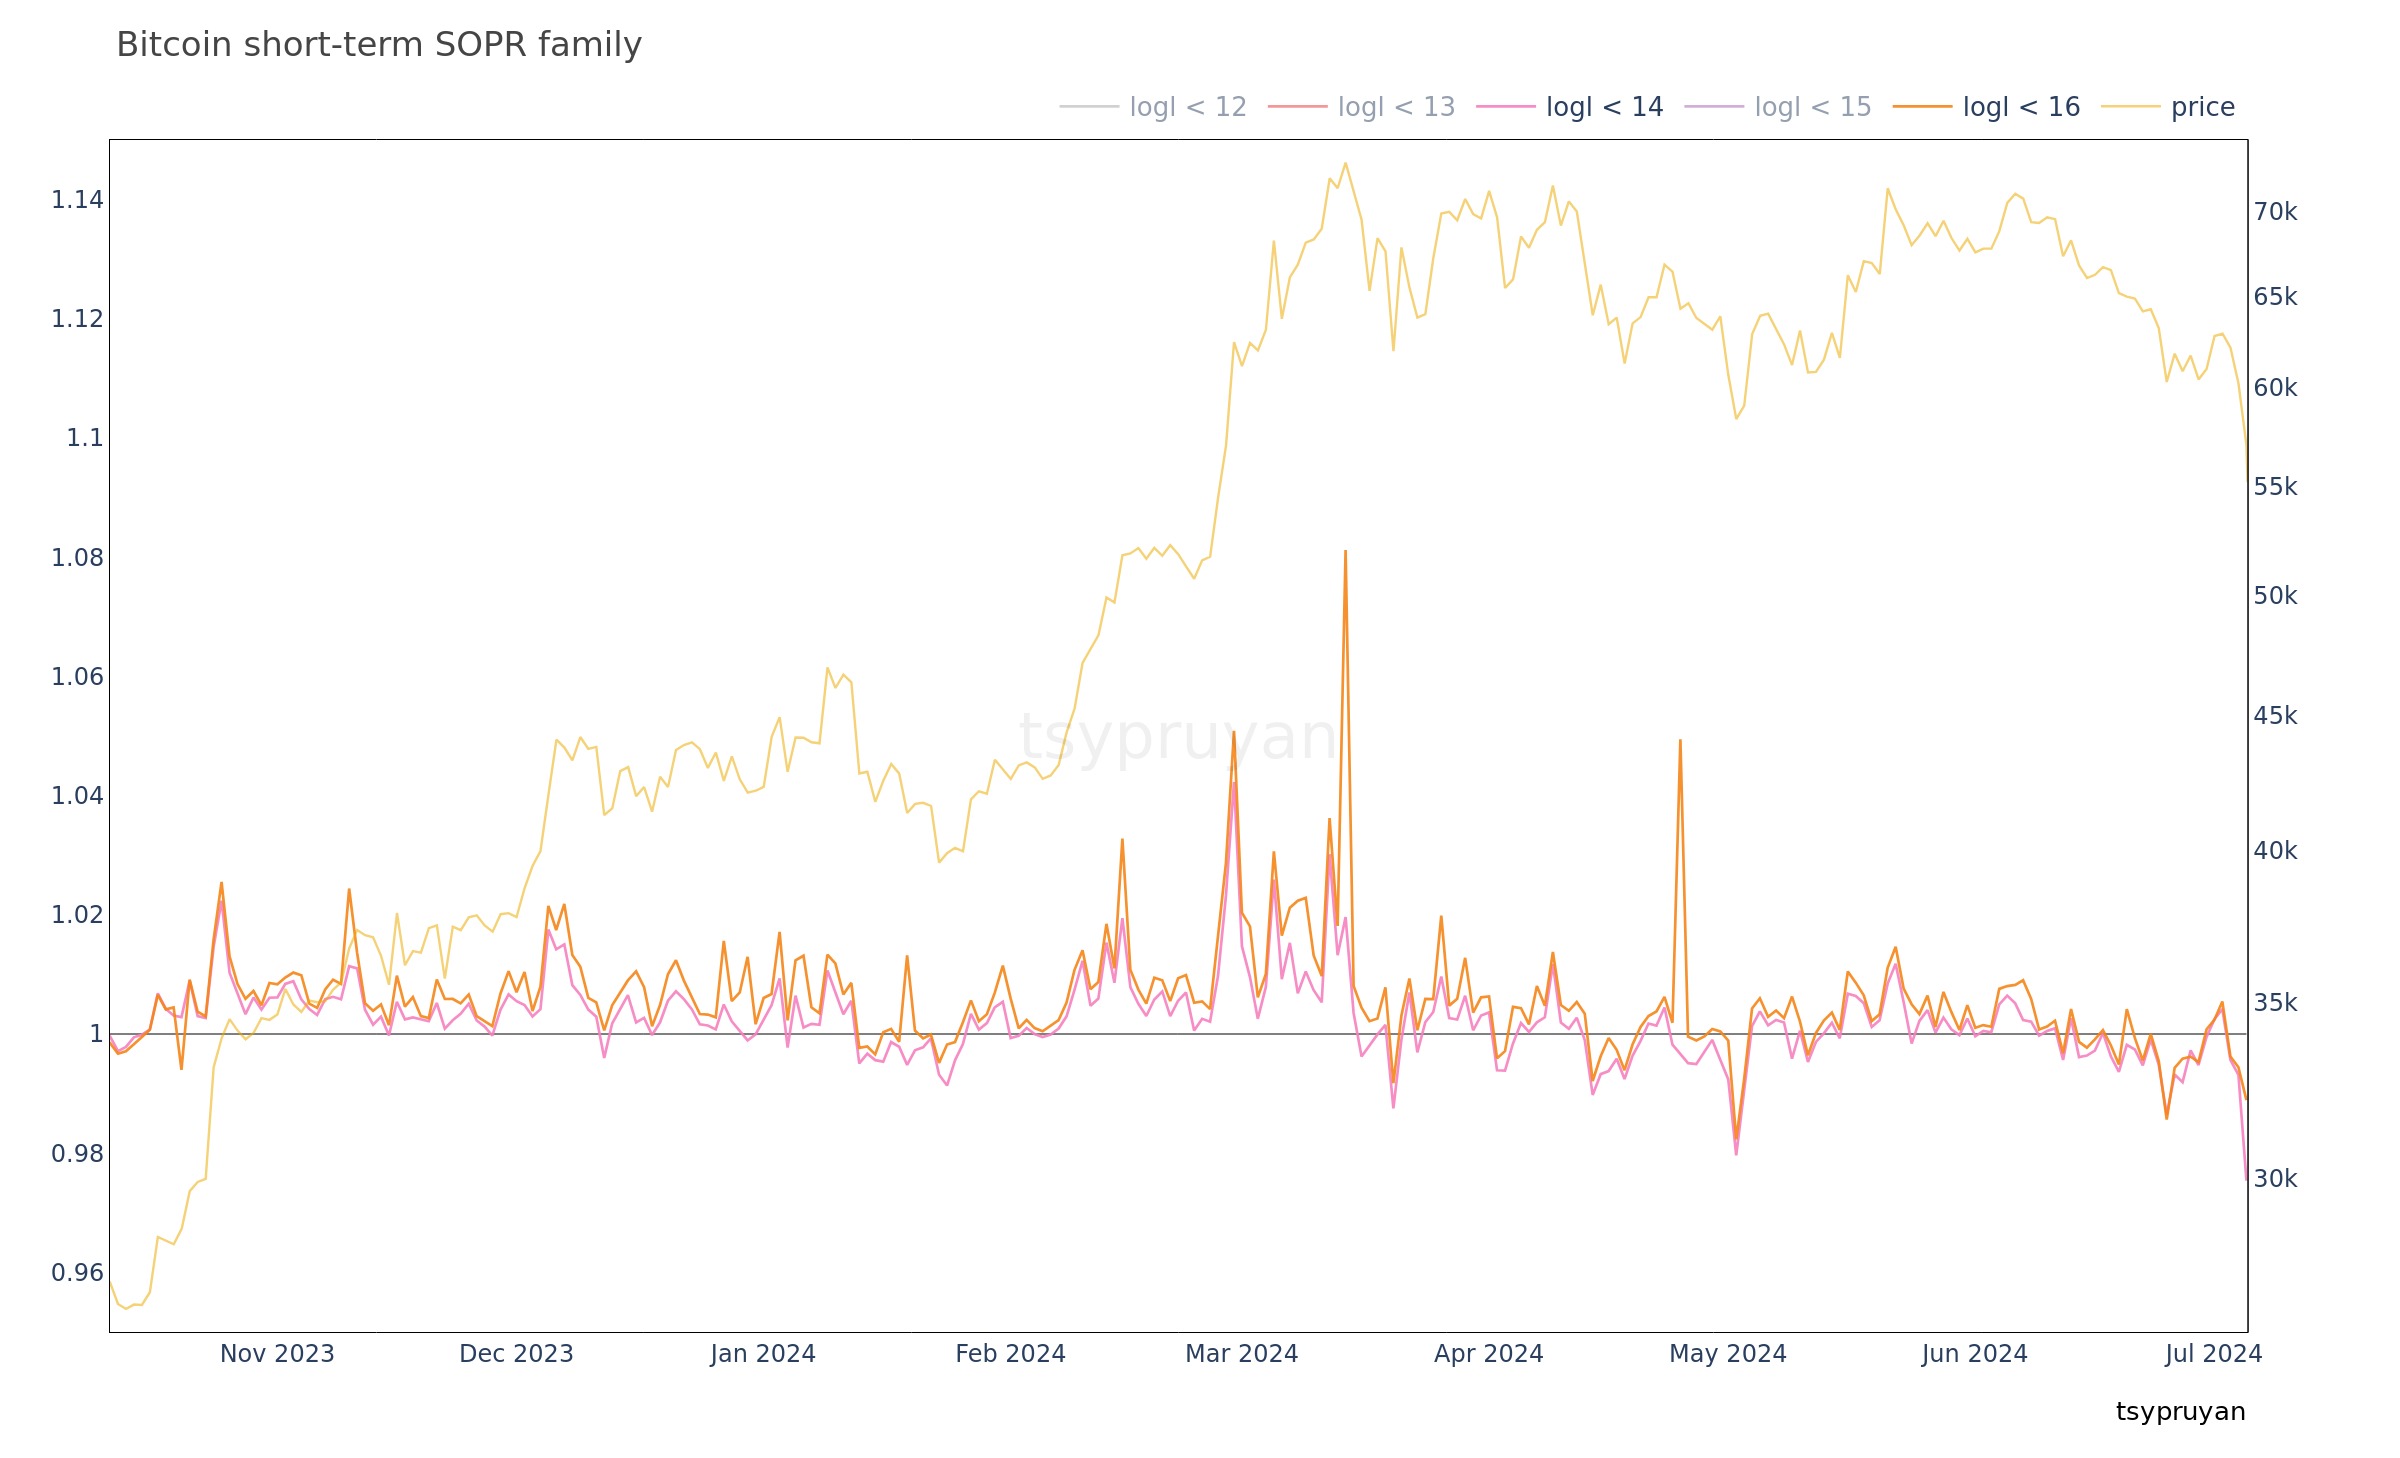 Bitcoin short-term SOPR family
logl < 12 logl < 13 logl < 14 logl < 15 logl < 16 price
1.14
1.12
1.1
1.08
1.06
1.04
1.02
1
0.98
0.96
70k
65k
60k
55k
50k
45k
40k
35k
30k
tsypruyan
Nov 2023 Dec 2023 Jan 2024 Feb 2024 Mar 2024 Apr 2024 May 2024 Jun 2024 Jul 2024
tsypruyan